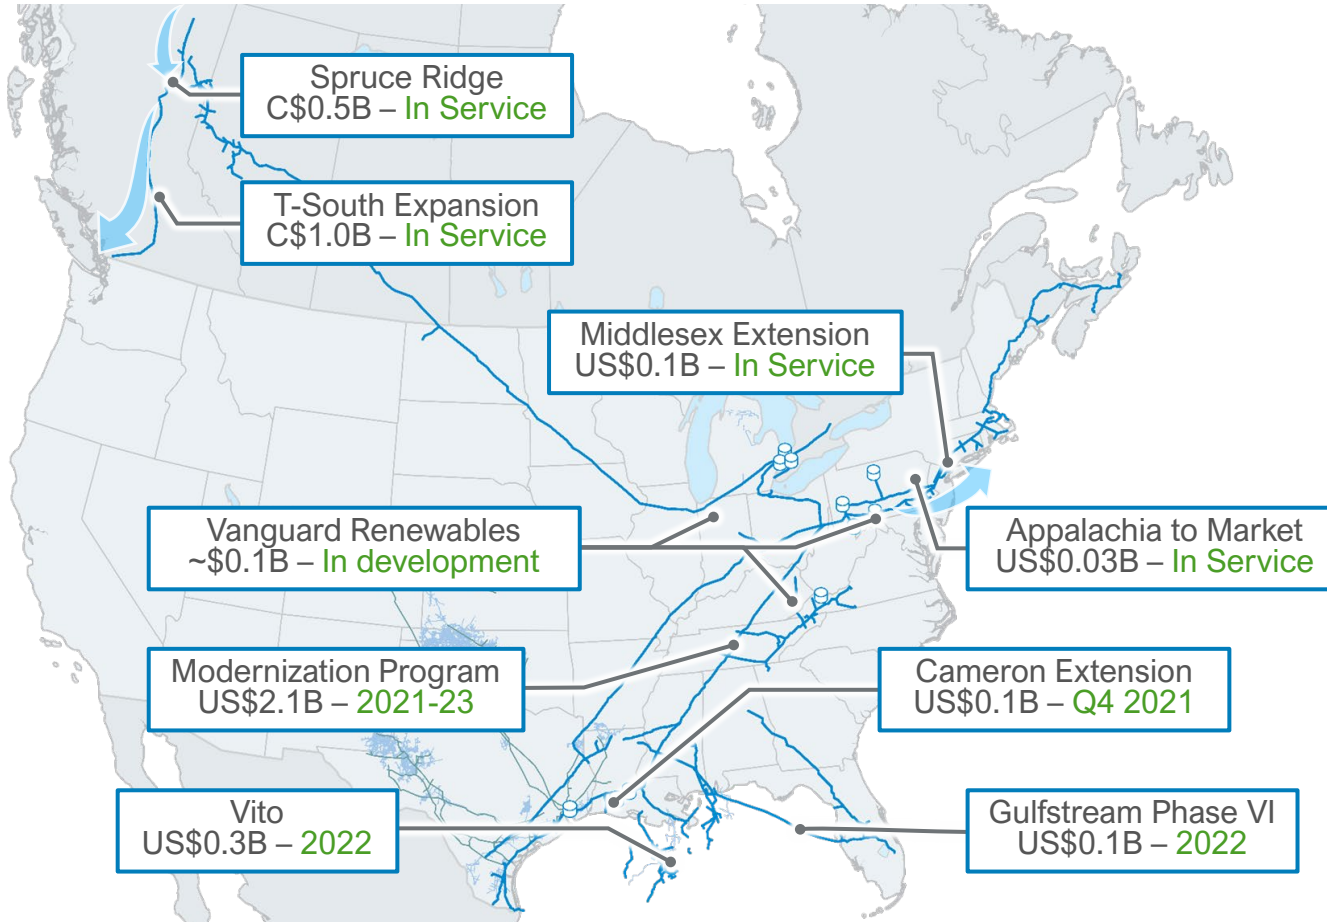 Spruce Ridge
C$0.5B – In Service
T-South Expansion
C$1.0B – In Service
Middlesex Extension
US$0.1B – In Service
Vanguard Renewables
~$0.1B – In development
Appalachia to Market
US$0.03B – In Service
Modernization Program
US$2.1B – 2021-23
Cameron Extension
US$0.1B – Q4 2021
Vito
US$0.3B – 2022
Gulfstream Phase VI
US$0.1B – 2022